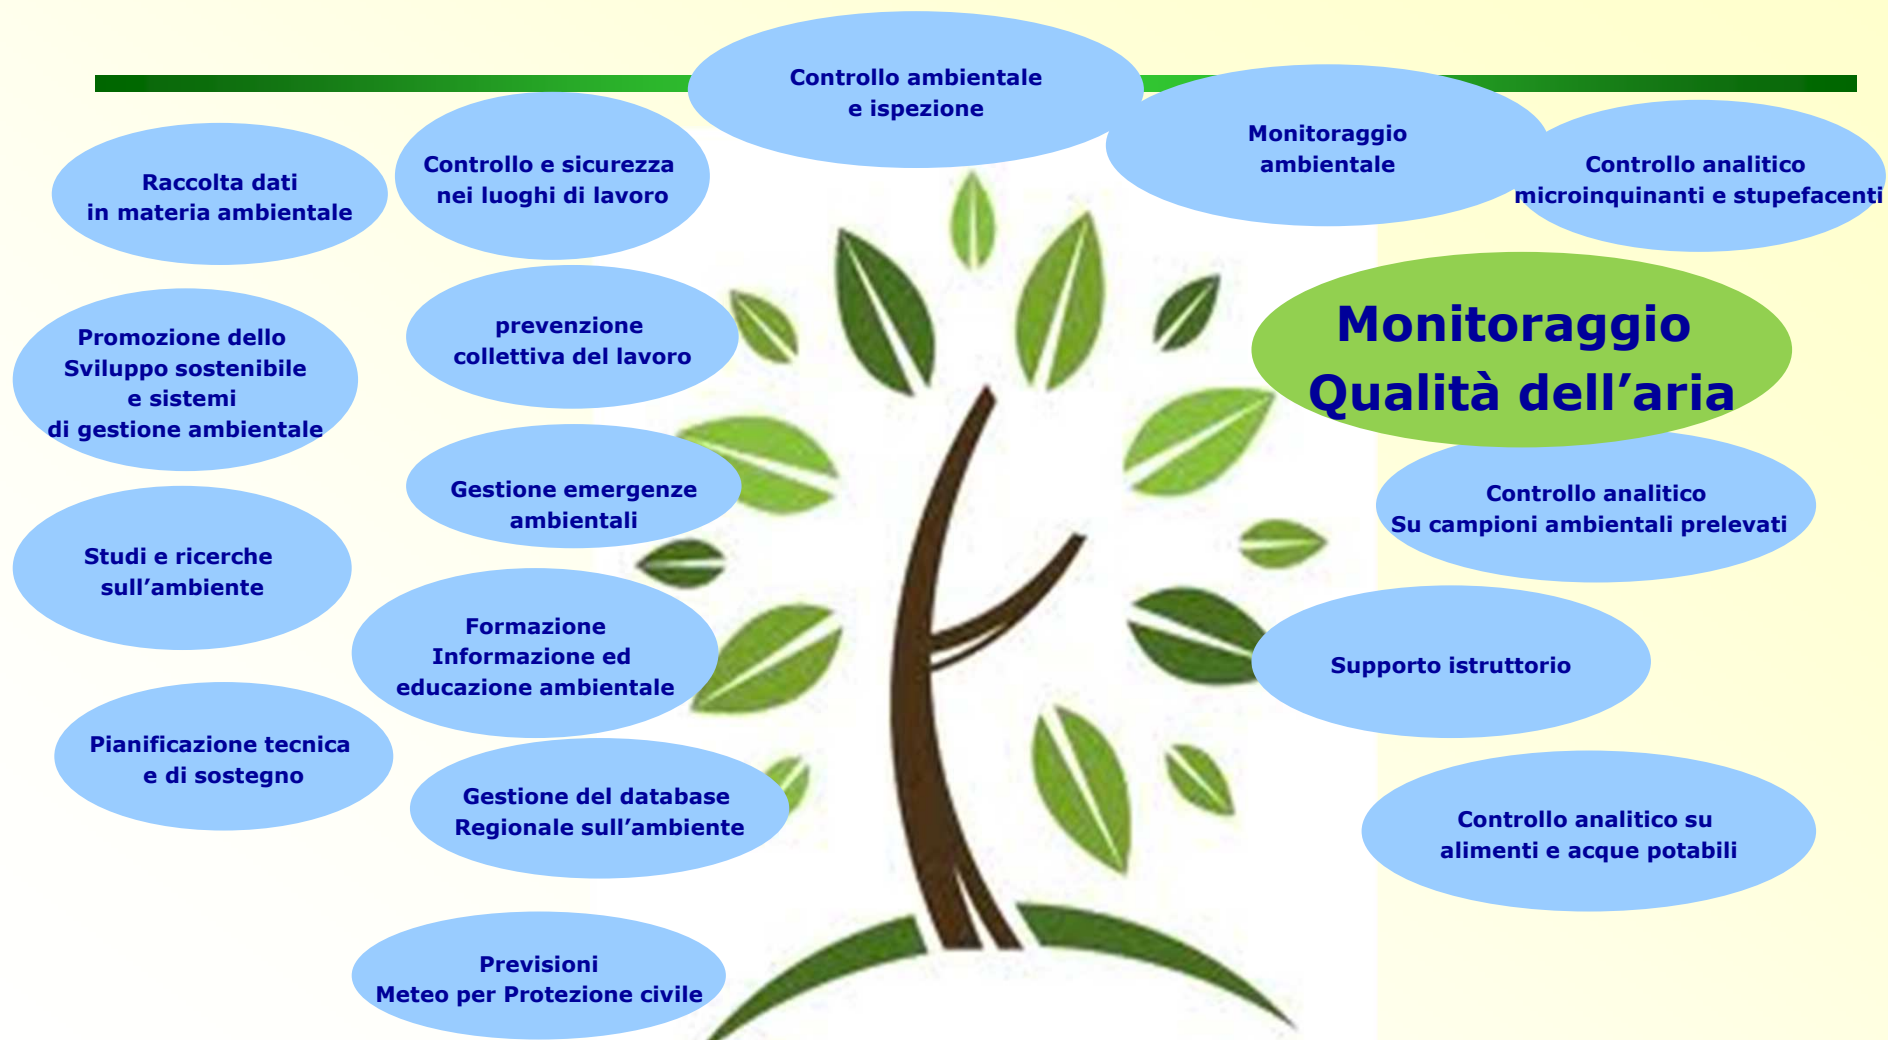 Controllo ambientale
e ispezione
Monitoraggio
ambientale
Controllo analitico
microinquinanti e stupefacenti
Controllo e sicurezza
nei luoghi di lavoro
Raccolta dati
in materia ambientale
Monitoraggio
Qualità dell’aria
prevenzione
collettiva del lavoro
Promozione dello
Sviluppo sostenibile
e sistemi
di gestione ambientale
Gestione emergenze
ambientali
Controllo analitico
Su campioni ambientali prelevati
Studi e ricerche
sull’ambiente
Formazione
Informazione ed
educazione ambientale
Supporto istruttorio
Pianificazione tecnica
e di sostegno
Gestione del database
Regionale sull’ambiente
Controllo analitico su
alimenti e acque potabili
Previsioni
Meteo per Protezione civile